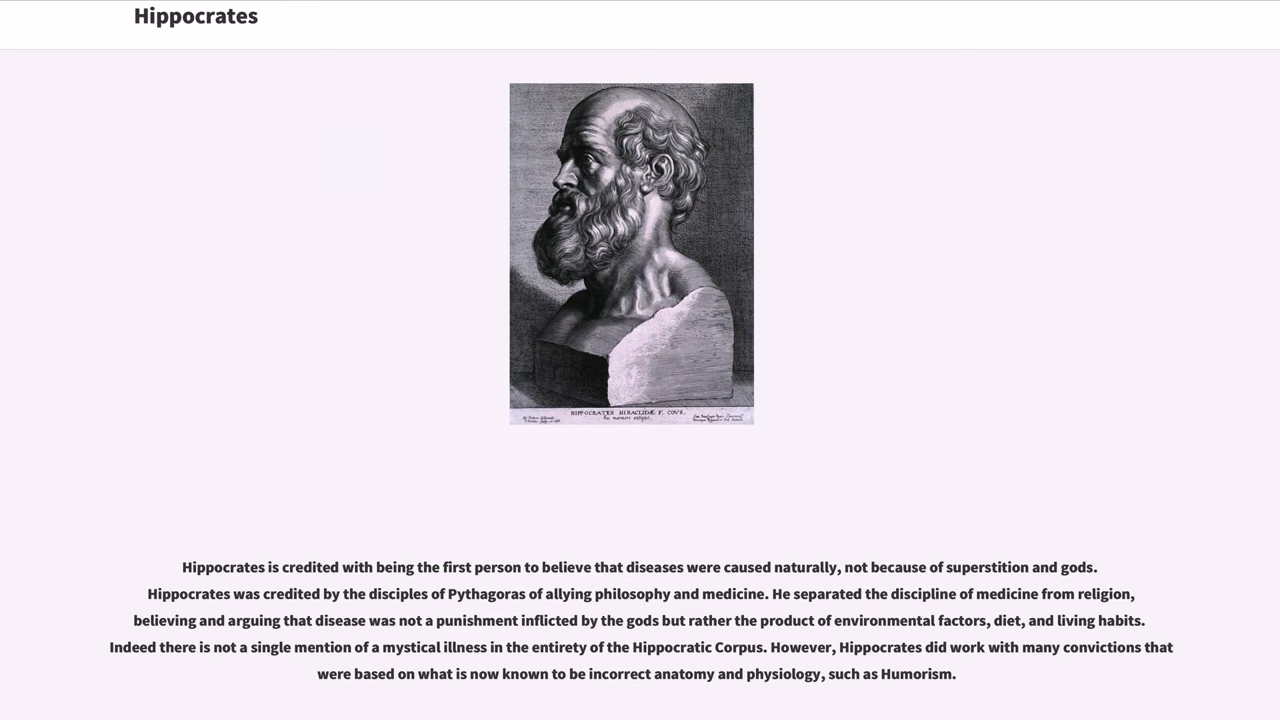 Hippocrates
HIPPOCRATES HIRACLIDÆ F. COVS.
Hippocrates is credited with being the first person to believe that diseases were caused naturally, not because of superstition and gods.
Hippocrates was credited by the disciples of Pythagoras of allying philosophy and medicine. He separated the discipline of medicine from religion,
believing and arguing that disease was not a punishment inflicted by the gods but rather the product of environmental factors, diet, and living habits.
Indeed there is not a single mention of a mystical illness in the entirety of the Hippocratic Corpus. However, Hippocrates did work with many convictions that
were based on what is now known to be incorrect anatomy and physiology, such as Humorism.